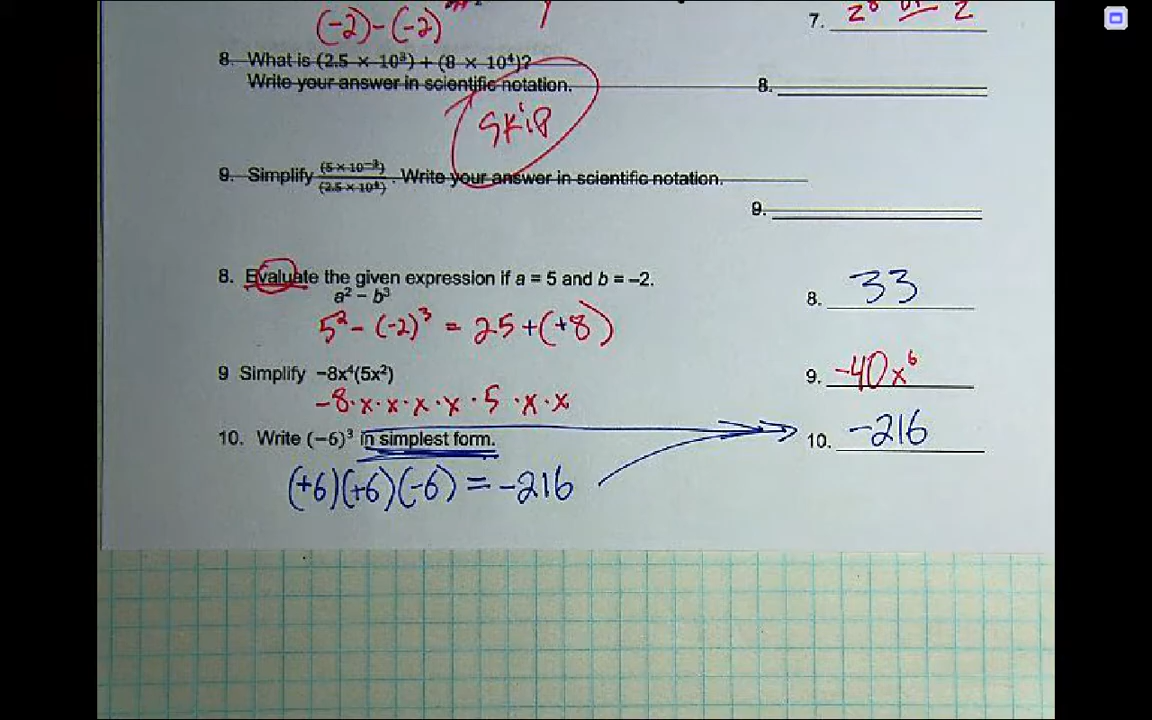 (-2)-(-2)
7.
8. What is (2.5 × 10³) + (8 × 10⁴)?
Write your answer in scientific notation.
8.
SKIP
9. Simplify (5 × 10⁻³)/(2.5 × 10⁴). Write your answer in scientific notation.
9.
8. Evaluate the given expression if a = 5 and b = –2.
a² – b³
8. 33
5² - (-2)³ = 25 + (+8)
9 Simplify –8x⁴(5x²)
9. -40x⁶
-8·x·x·x·x·5·x·x
10. Write (–6)³ in simplest form.
10. -216
(+6)(+6)(-6) = -216